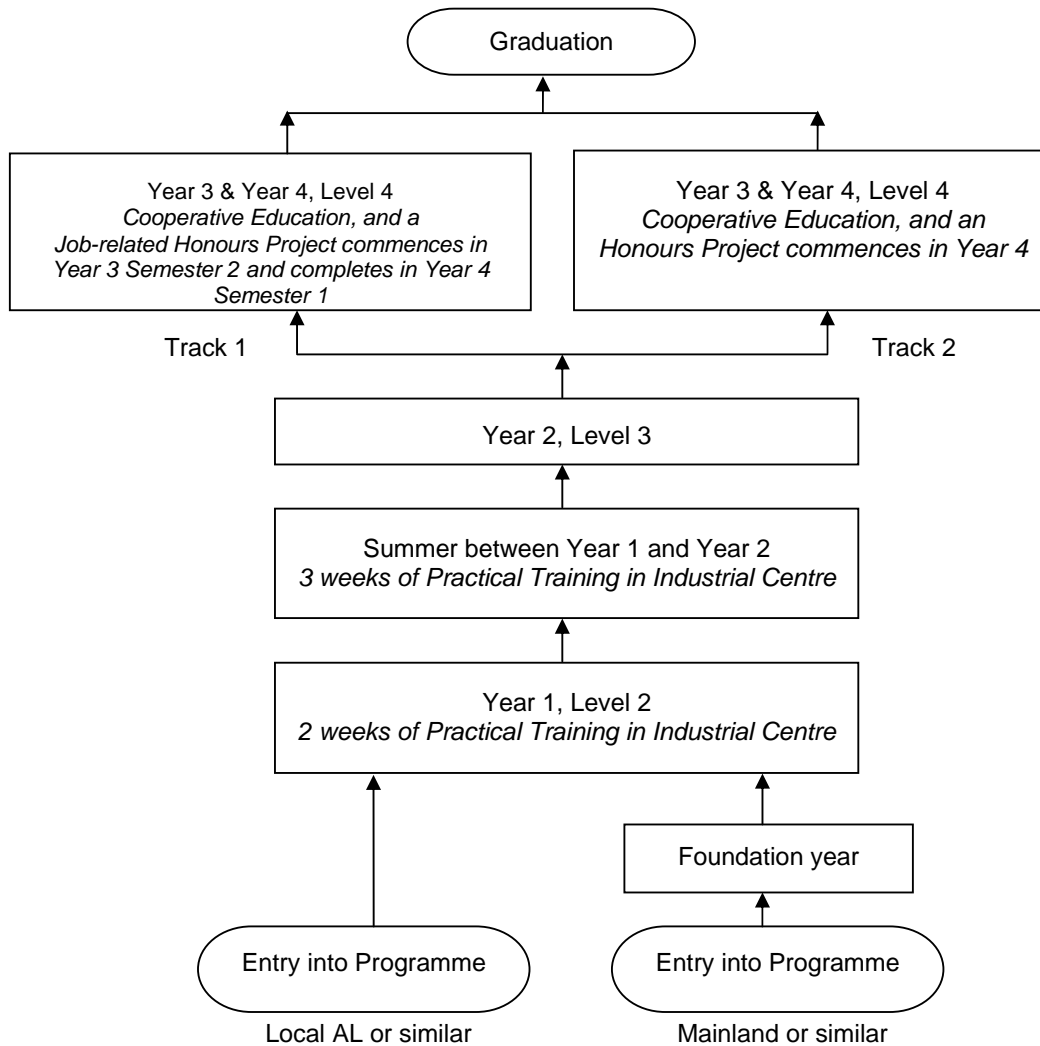 Graduation
Year 3 & Year 4, Level 4
Cooperative Education, and a
Job-related Honours Project commences in
Year 3 Semester 2 and completes in Year 4
Semester 1
Year 3 & Year 4, Level 4
Cooperative Education, and an
Honours Project commences in Year 4
Track 1
Track 2
Year 2, Level 3
Summer between Year 1 and Year 2
3 weeks of Practical Training in Industrial Centre
Year 1, Level 2
2 weeks of Practical Training in Industrial Centre
Foundation year
Entry into Programme
Entry into Programme
Local AL or similar
Mainland or similar